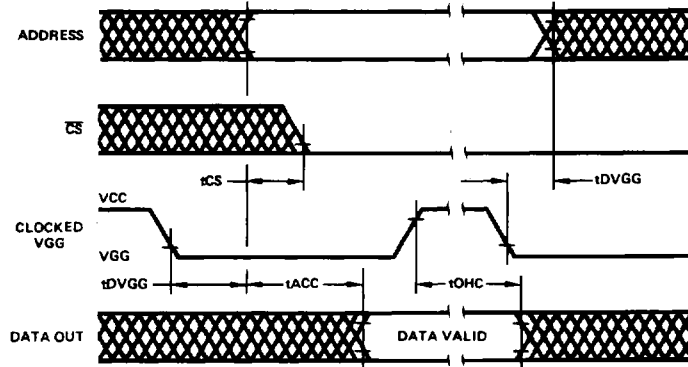 ADDRESS
CS
tCS
tDVGG
VCC
CLOCKED
VGG
VGG
tDVGG
tACC
tOHC
DATA OUT
DATA VALID